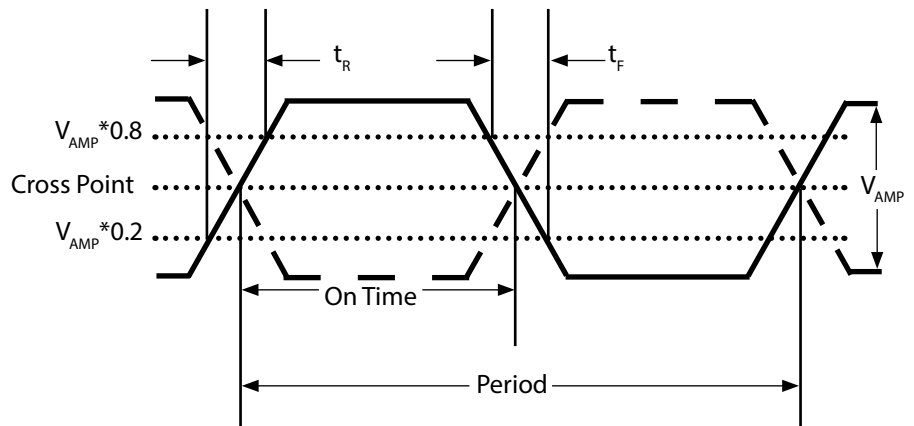 t_R
t_F
V_AMP*0.8
Cross Point
V_AMP
V_AMP*0.2
On Time
Period